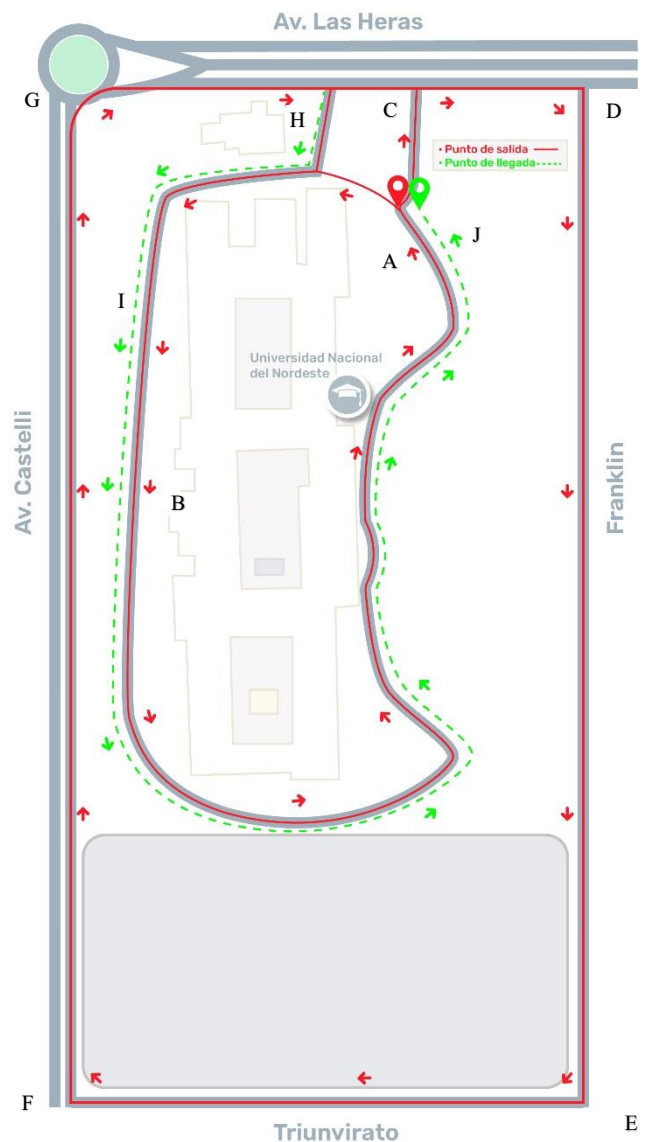 Av. Las Heras
G
H
C
D
• Punto de salida
• Punto de llegada
J
A
I
Universidad Nacional
del Nordeste
Av. Castelli
B
Franklin
F
E
Triunvirato